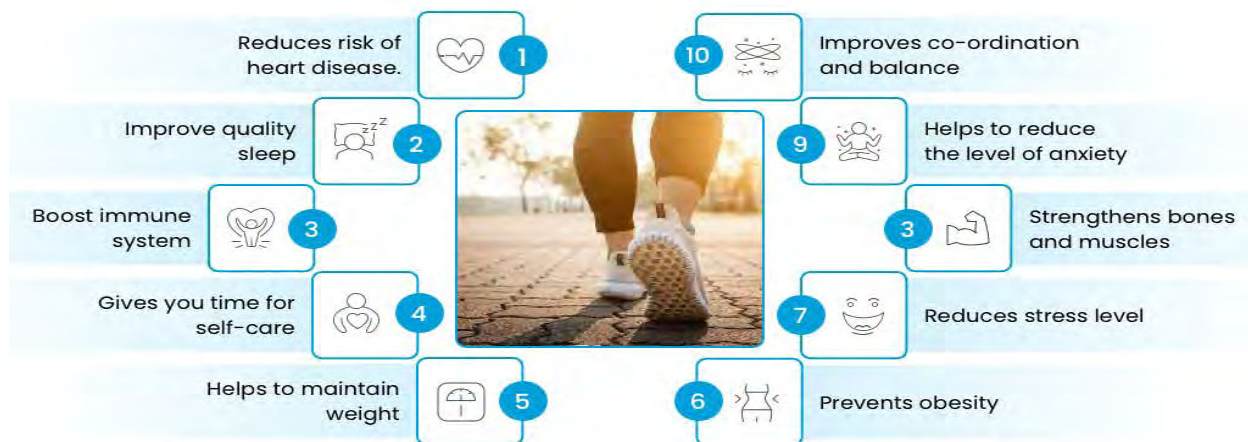 Reduces risk of
heart disease.
1
Improve quality
sleep
zzz
2
Boost immune
system
3
Gives you time for
self-care
4
Helps to maintain
weight
5
10
Improves co-ordination
and balance
9
Helps to reduce
the level of anxiety
3
Strengthens bones
and muscles
7
Reduces stress level
6
Prevents obesity